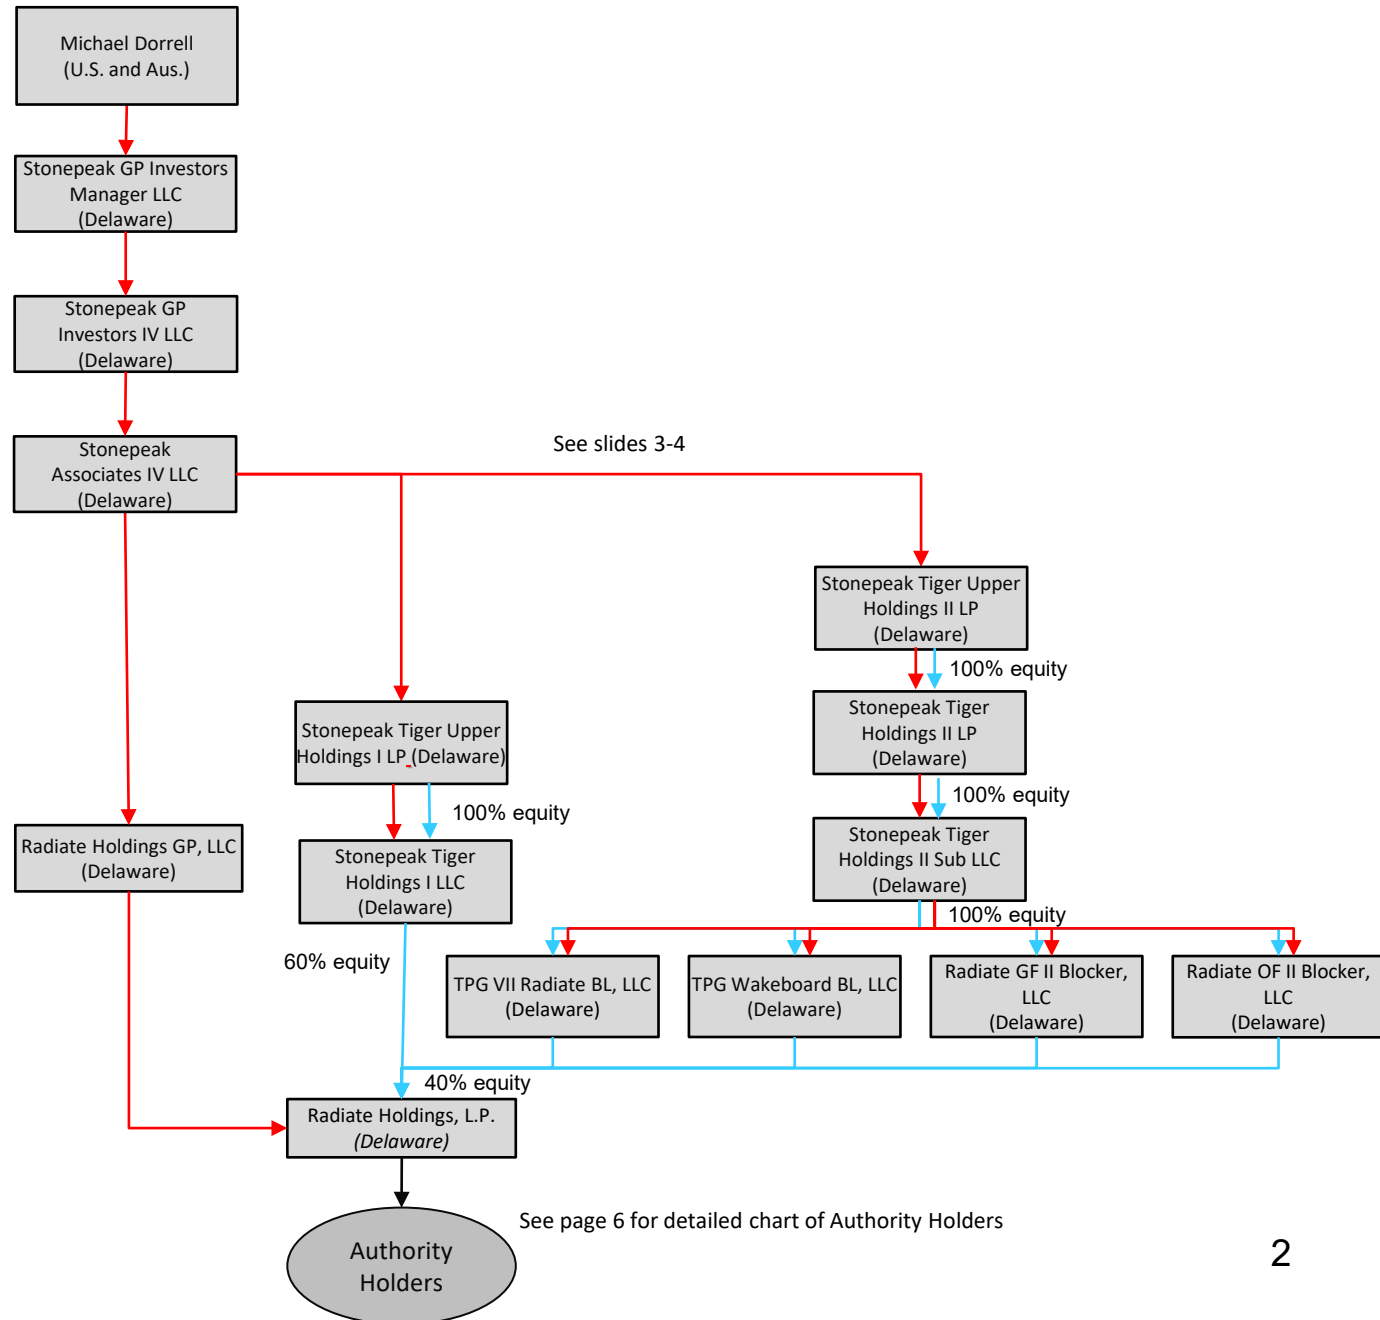 Michael Dorrell
(U.S. and Aus.)
Stonepeak GP Investors
Manager LLC
(Delaware)
Stonepeak GP
Investors IV LLC
(Delaware)
Stonepeak
Associates IV LLC
(Delaware)
See slides 3-4
Stonepeak Tiger Upper
Holdings II LP
(Delaware)
100% equity
Stonepeak Tiger
Holdings II LP
(Delaware)
100% equity
Stonepeak Tiger Upper
Holdings I LP (Delaware)
100% equity
Stonepeak Tiger
Holdings II Sub LLC
(Delaware)
Radiate Holdings GP, LLC
(Delaware)
Stonepeak Tiger
Holdings I LLC
(Delaware)
100% equity
60% equity
TPG VII Radiate BL, LLC
(Delaware)
TPG Wakeboard BL, LLC
(Delaware)
Radiate GF II Blocker,
LLC
(Delaware)
Radiate OF II Blocker,
LLC
(Delaware)
40% equity
Radiate Holdings, L.P.
(Delaware)
See page 6 for detailed chart of Authority Holders
Authority
Holders
2